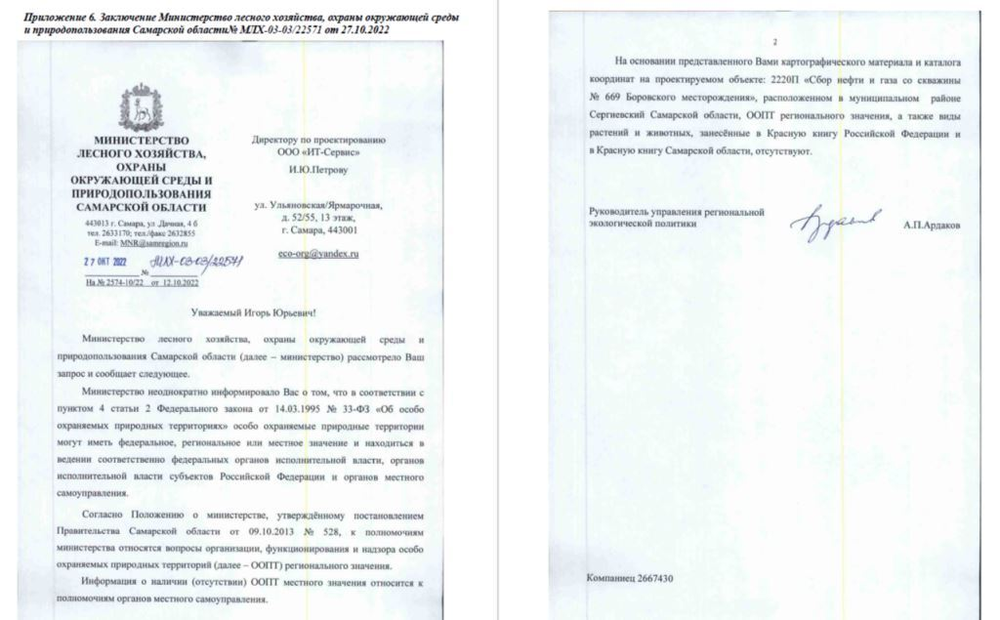 Приложение 6. Заключение Министерство лесного хозяйства, охраны окружающей среды
и природопользования Самарской области№ МЛХ-03-03/22571 от 27.10.2022
МИНИСТЕРСТВО
ЛЕСНОГО ХОЗЯЙСТВА,
ОХРАНЫ
ОКРУЖАЮЩЕЙ СРЕДЫ И
ПРИРОДОПОЛЬЗОВАНИЯ
САМАРСКОЙ ОБЛАСТИ
443013 г. Самара, ул .Дачная, 4 б
тел. 2633170; тел./факс 2632855
E-mail: MNR@samregion.ru
27 ОКТ 2022 № МЛХ-03-03/22571
На № 2574-10/22 от 12.10.2022
Директору по проектированию
ООО «ИТ-Сервис»
И.Ю.Петрову
ул. Ульяновская/Ярмарочная,
д. 52/55, 13 этаж,
г. Самара, 443001
eco-org@yandex.ru
Уважаемый Игорь Юрьевич!
Министерство лесного хозяйства, охраны окружающей среды и
природопользования Самарской области (далее – министерство) рассмотрело Ваш
запрос и сообщает следующее.
Министерство неоднократно информировало Вас о том, что в соответствии с
пунктом 4 статьи 2 Федерального закона от 14.03.1995 № 33-ФЗ «Об особо
охраняемых природных территориях» особо охраняемые природные территории
могут иметь федеральное, региональное или местное значение и находиться в
ведении соответственно федеральных органов исполнительной власти, органов
исполнительной власти субъектов Российской Федерации и органов местного
самоуправления.
Согласно Положению о министерстве, утверждённому постановлением
Правительства Самарской области от 09.10.2013 № 528, к полномочиям
министерства относятся вопросы организации, функционирования и надзора особо
охраняемых природных территорий (далее – ООПТ) регионального значения.
Информация о наличии (отсутствии) ООПТ местного значения относится к
полномочиям органов местного самоуправления.
2
На основании представленного Вами картографического материала и каталога
координат на проектируемом объекте: 2220П «Сбор нефти и газа со скважины
№ 669 Боровского месторождения», расположенном в муниципальном районе
Сергиевский Самарской области, ООПТ регионального значения, а также виды
растений и животных, занесённые в Красную книгу Российской Федерации и
в Красную книгу Самарской области, отсутствуют.
Руководитель управления региональной
экологической политики
А.П.Ардаков
Компаниец 2667430